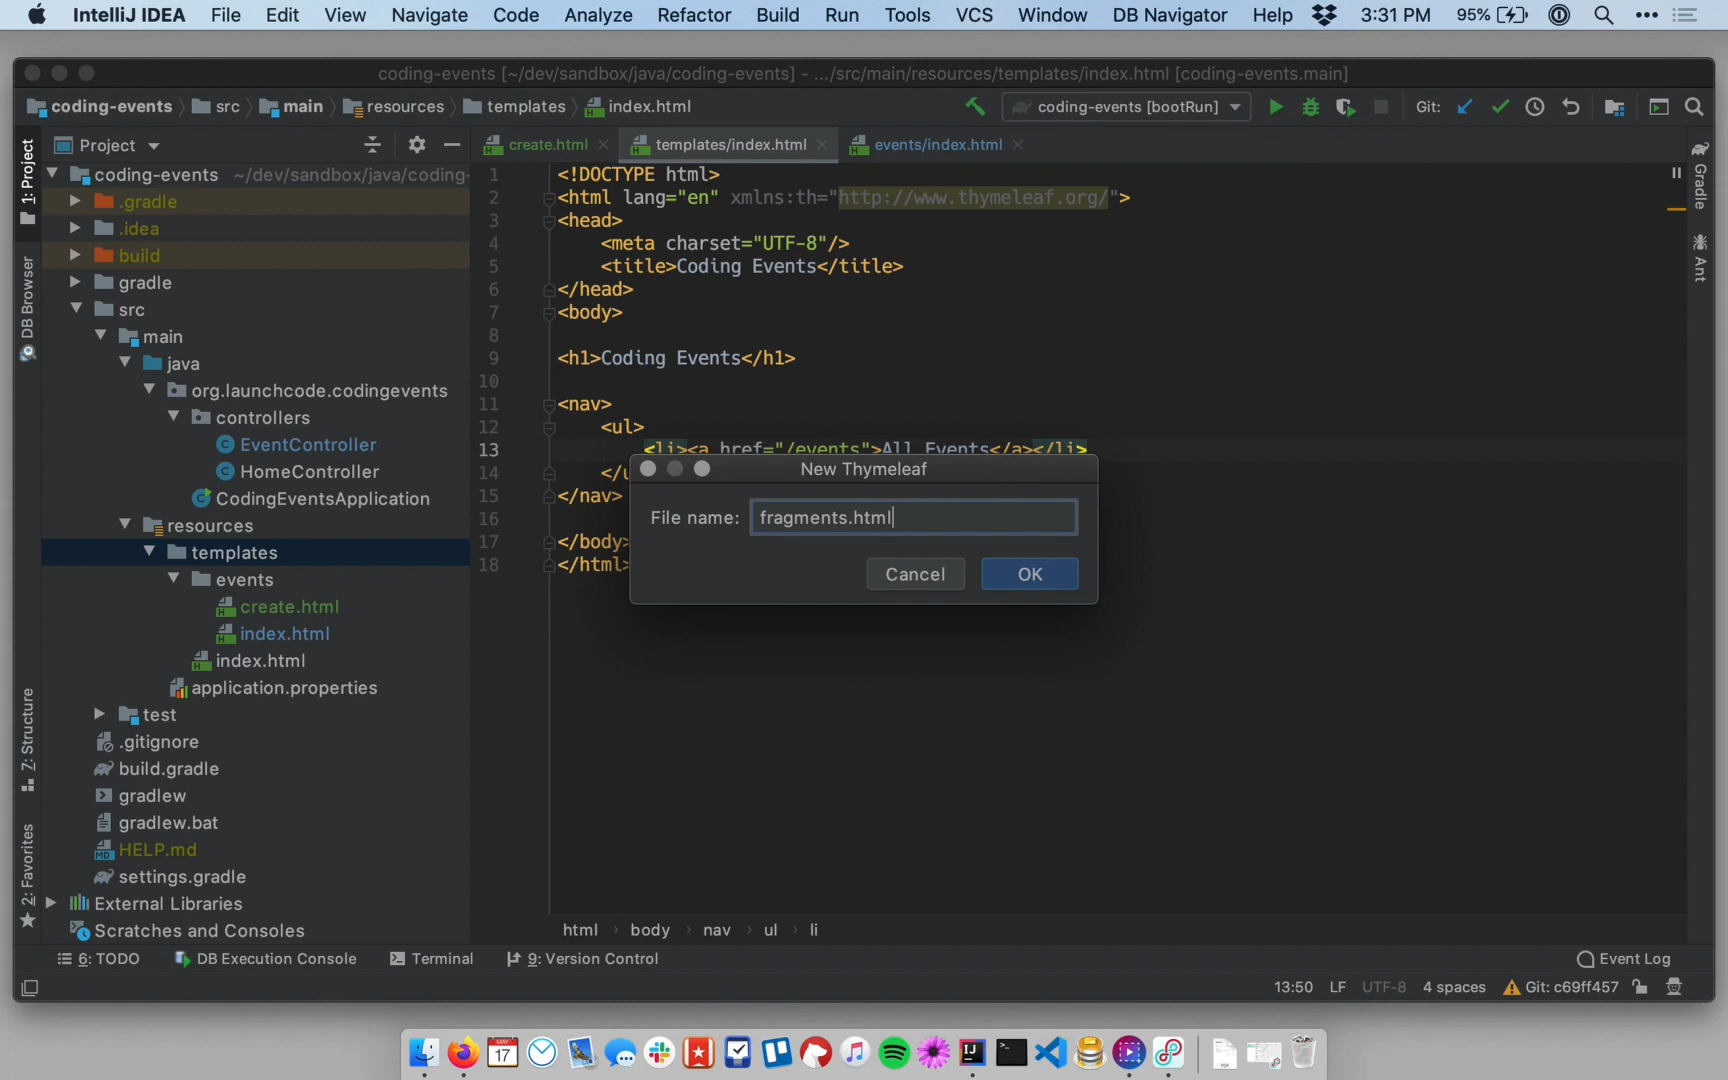 IntelliJ IDEA File Edit View Navigate Code Analyze Refactor Build Run Tools VCS Window DB Navigator Help 3:31 PM 95%
coding-events [~/dev/sandbox/java/coding-events] - .../src/main/resources/templates/index.html [coding-events.main]
coding-events src main resources templates index.html coding-events [bootRun] Git:
Project create.html templates/index.html events/index.html
1: Project
DB Browser
Z: Structure
2: Favorites
coding-events ~/dev/sandbox/java/coding-
.gradle
.idea
build
gradle
src
main
java
org.launchcode.codingevents
controllers
EventController
HomeController
CodingEventsApplication
resources
templates
events
create.html
index.html
index.html
application.properties
test
.gitignore
build.gradle
gradlew
gradlew.bat
HELP.md
settings.gradle
External Libraries
Scratches and Consoles
1 <!DOCTYPE html>
2 <html lang="en" xmlns:th="http://www.thymeleaf.org/">
3 <head>
4 <meta charset="UTF-8"/>
5 <title>Coding Events</title>
6 </head>
7 <body>
8
9 <h1>Coding Events</h1>
10
11 <nav>
12 <ul>
13 <li><a href="/events">All Events</a></li>
14 </u
15 </nav>
16
17 </body>
18 </html>
New Thymeleaf
File name: fragments.html
Cancel OK
Gradle
Ant
html body nav ul li
6: TODO DB Execution Console Terminal 9: Version Control Event Log
13:50 LF UTF-8 4 spaces Git: c69ff457
MAY
17
IJ
PDF